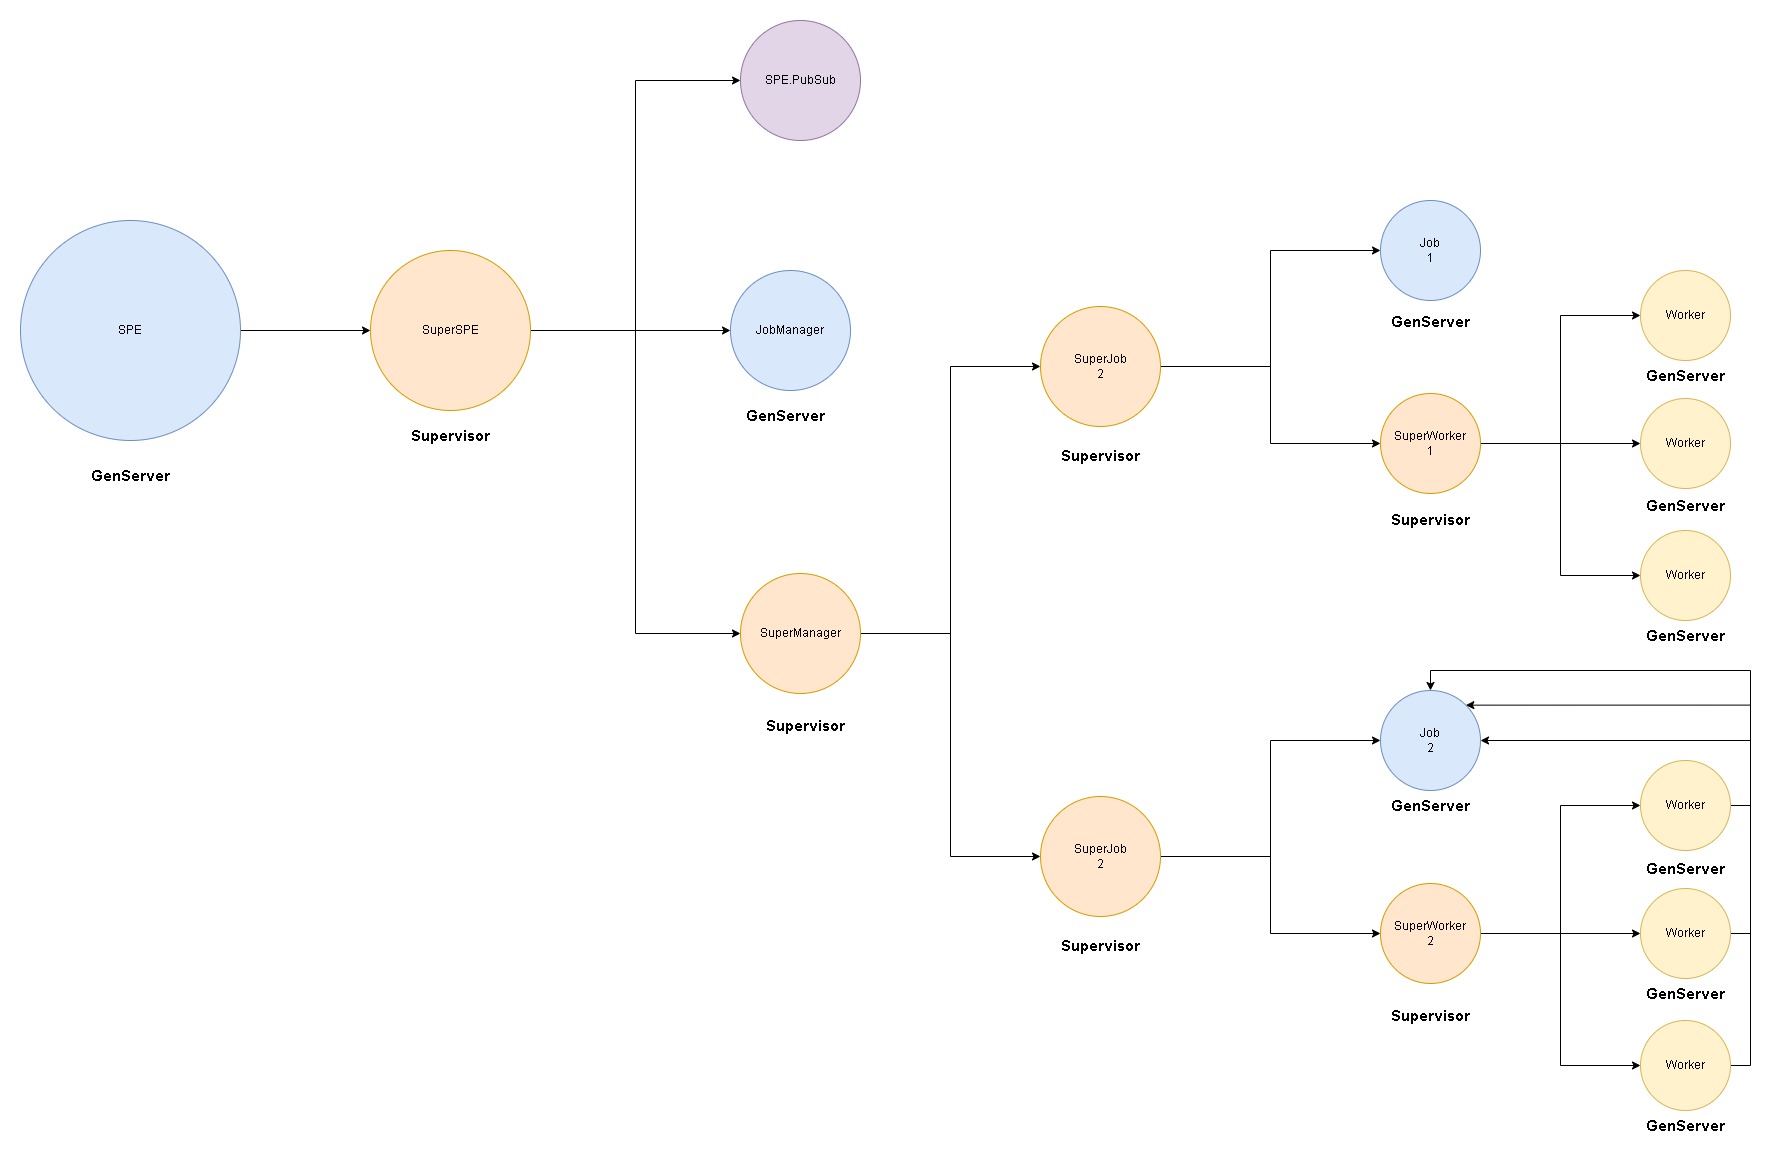 SPE.PubSub
SPE
GenServer
SuperSPE
Supervisor
JobManager
GenServer
SuperManager
Supervisor
SuperJob
2
Supervisor
Job
1
GenServer
SuperWorker
1
Supervisor
Worker
GenServer
Worker
GenServer
Worker
GenServer
SuperJob
2
Supervisor
Job
2
GenServer
SuperWorker
2
Supervisor
Worker
GenServer
Worker
GenServer
Worker
GenServer